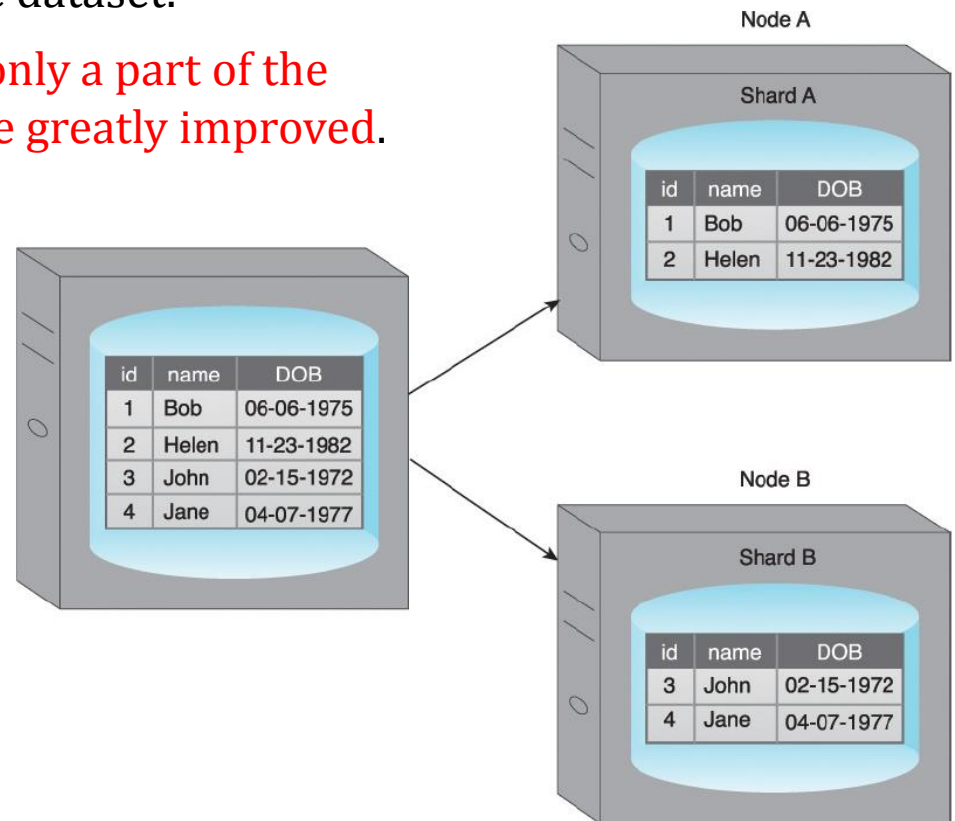 e dataset.
only a part of the
e greatly improved.
id name DOB
1 Bob 06-06-1975
2 Helen 11-23-1982
3 John 02-15-1972
4 Jane 04-07-1977
Node A
Shard A
id name DOB
1 Bob 06-06-1975
2 Helen 11-23-1982
Node B
Shard B
id name DOB
3 John 02-15-1972
4 Jane 04-07-1977